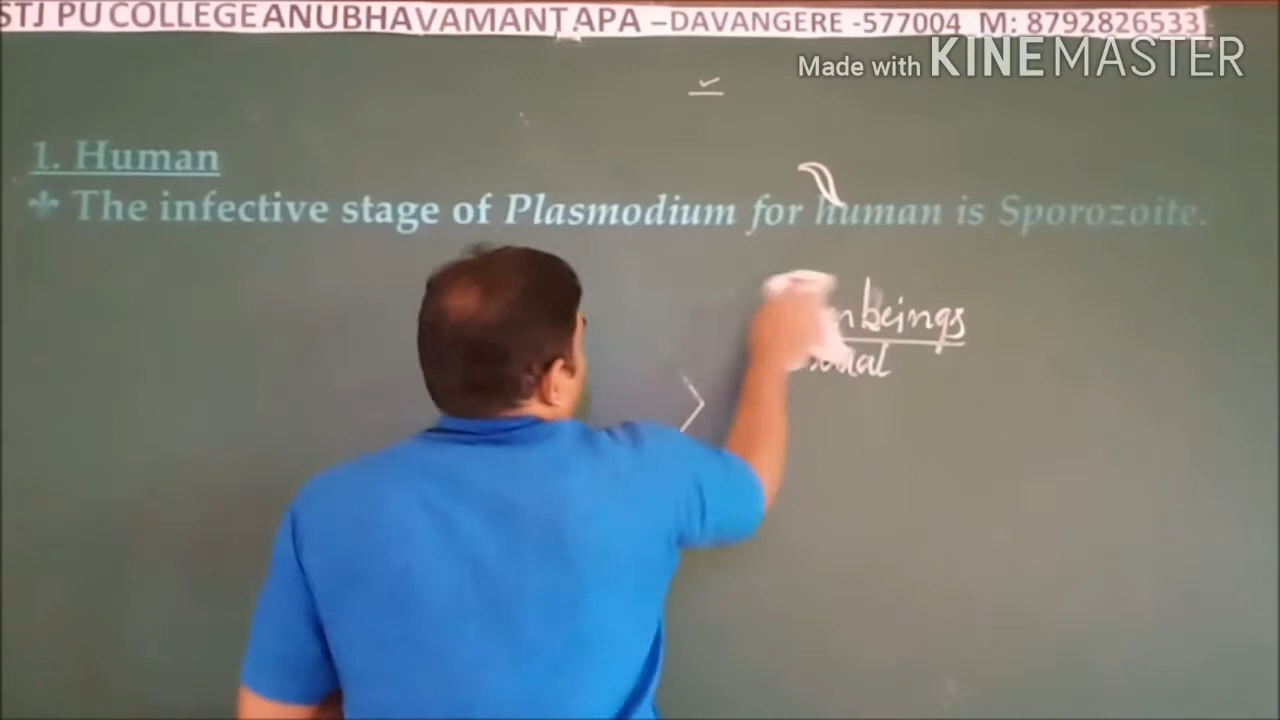 STJ PU COLLEGE ANUBHAVAMANTAPA – DAVANGERE -577004 M: 8792826533
Made with KINEMASTER
1. Human
The infective stage of Plasmodium for human is Sporozoite.
beings